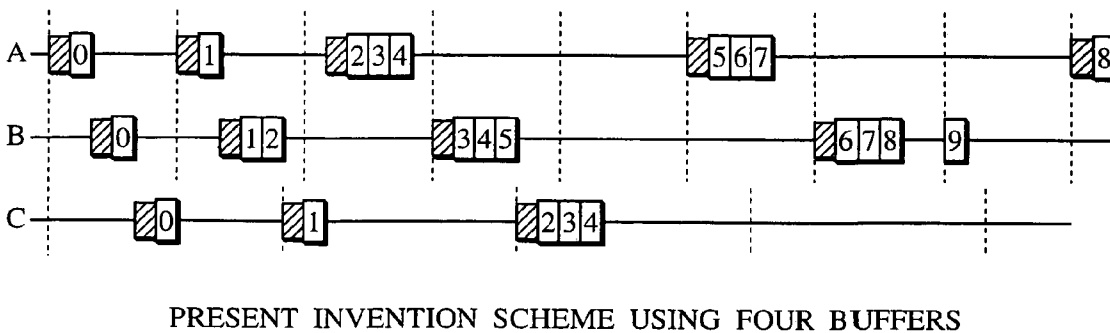 A 0 1 2 3 4 5 6 7 8
B 0 1 2 3 4 5 6 7 8 9
C 0 1 2 3 4
PRESENT INVENTION SCHEME USING FOUR BUFFERS